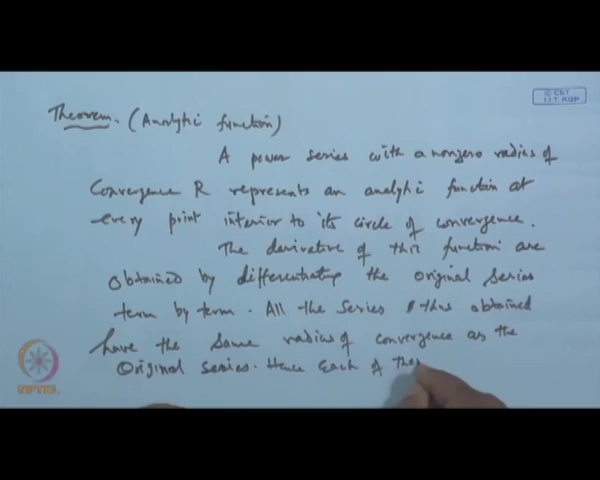 © CET
I.I.T. KGP
Theorem. (Analytic function)
A power series with a nonzero radius of
Convergence R represents an analytic function at
every point interior to its circle of convergence.
The derivative of this function are
obtained by differentiating the original series
term by term. All the series thus obtained
have the same radius of convergence as the
Original series. Hence Each of thes
NPTEL